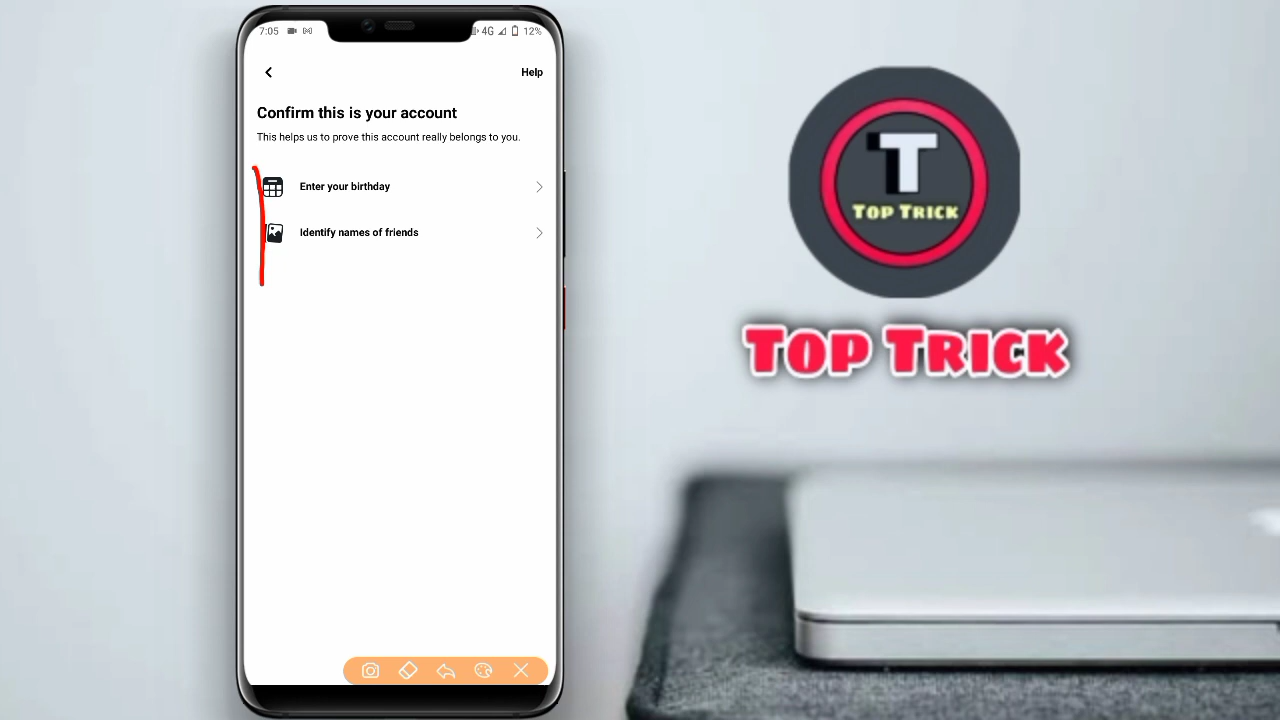 7:05
4G
12%
Help
Confirm this is your account
This helps us to prove this account really belongs to you.
Enter your birthday
Identify names of friends
T
TOP TRICK
TOP TRICK